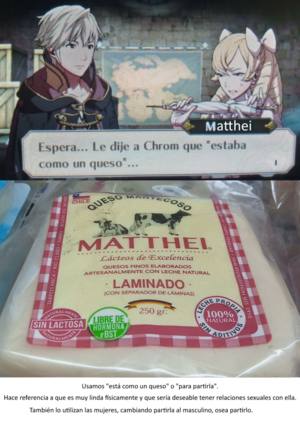 Matthei
Espera... Le dije a Chrom que "estaba
como un queso"...
CHILE
QUESO MANTECOSO
MATTHEI
Lácteos de Excelencia
QUESOS FINOS ELABORADOS
ARTESANALMENTE CON LECHE NATURAL
· LAMINADO ·
(CON SEPARADOR DE LÁMINAS)
250 gr.
SIN LACTOSA
LIBRE DE
HORMONA
rBST
LECHE PROPIA
100%
NATURAL
SIN ADITIVOS
Usamos "está como un queso" o "para partirla".
Hace referencia a que es muy linda físicamente y que sería deseable tener relaciones sexuales con ella.
También lo utilizan las mujeres, cambiando partirla al masculino, osea partirlo.